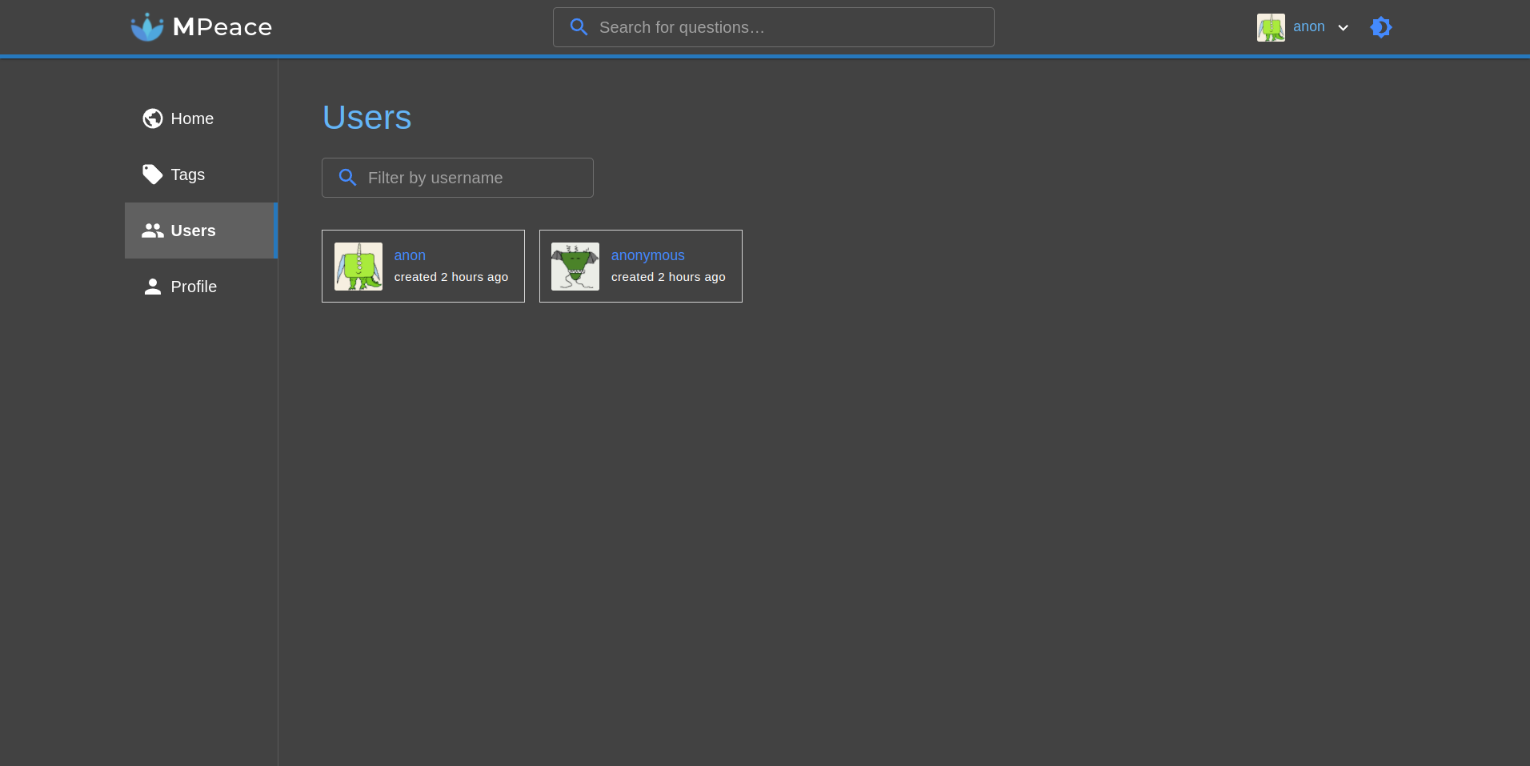 MPeace
Search for questions…
anon
Home
Tags
Users
Profile
Users
Filter by username
anon
created 2 hours ago
anonymous
created 2 hours ago